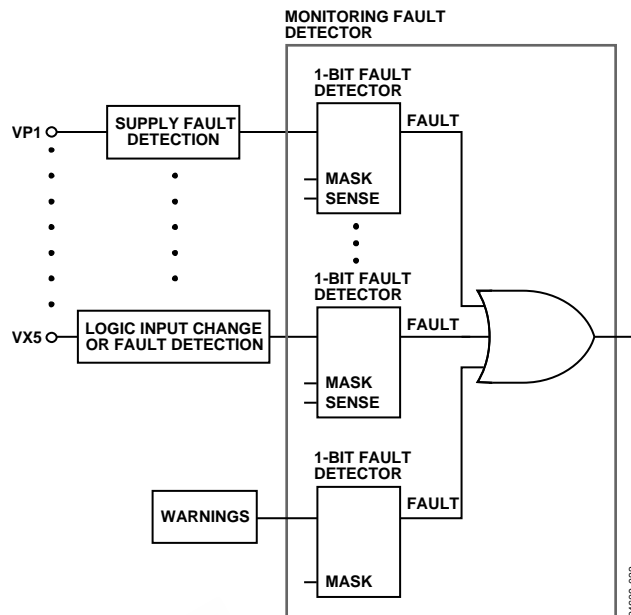 MONITORING FAULT
DETECTOR
1-BIT FAULT
DETECTOR
VP1
SUPPLY FAULT
DETECTION
FAULT
MASK
SENSE
1-BIT FAULT
DETECTOR
VX5
LOGIC INPUT CHANGE
OR FAULT DETECTION
FAULT
MASK
SENSE
1-BIT FAULT
DETECTOR
WARNINGS
FAULT
MASK